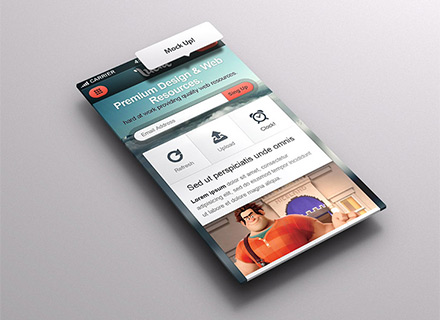 Mock Up!
CARRIER
Premium Design & Web
Resources.
hard at work providing quality web resources.
Email Address
Sing Up
Refresh
Upload
Clock!
Sed ut perspiciatis unde omnis
Lorem ipsum dolor sit amet, consectetur
adipisicing elit, sed do eiusmod tempor incididunt
ut labore et dolore magna aliqua.